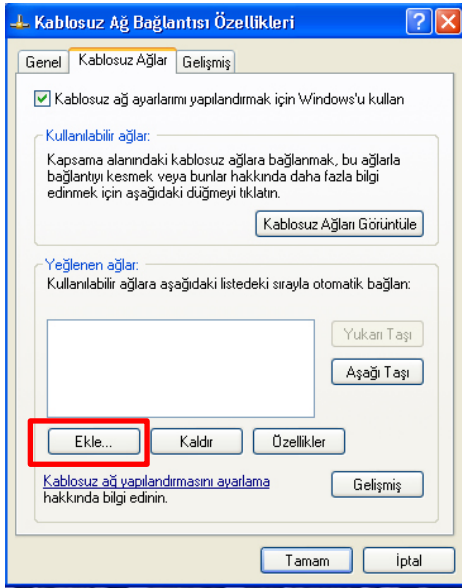 Kablosuz Ağ Bağlantısı Özellikleri
Genel Kablosuz Ağlar Gelişmiş
Kablosuz ağ ayarlarımı yapılandırmak için Windows'u kullan
Kullanılabilir ağlar:
Kapsama alanındaki kablosuz ağlara bağlanmak, bu ağlarla
bağlantıyı kesmek veya bunlar hakkında daha fazla bilgi
edinmek için aşağıdaki düğmeyi tıklatın.
Kablosuz Ağları Görüntüle
Yeğlenen ağlar:
Kullanılabilir ağlara aşağıdaki listedeki sırayla otomatik bağlan:
Yukarı Taşı
Aşağı Taşı
Ekle... Kaldır Özellikler
Kablosuz ağ yapılandırmasını ayarlama
hakkında bilgi edinin.
Gelişmiş
Tamam İptal